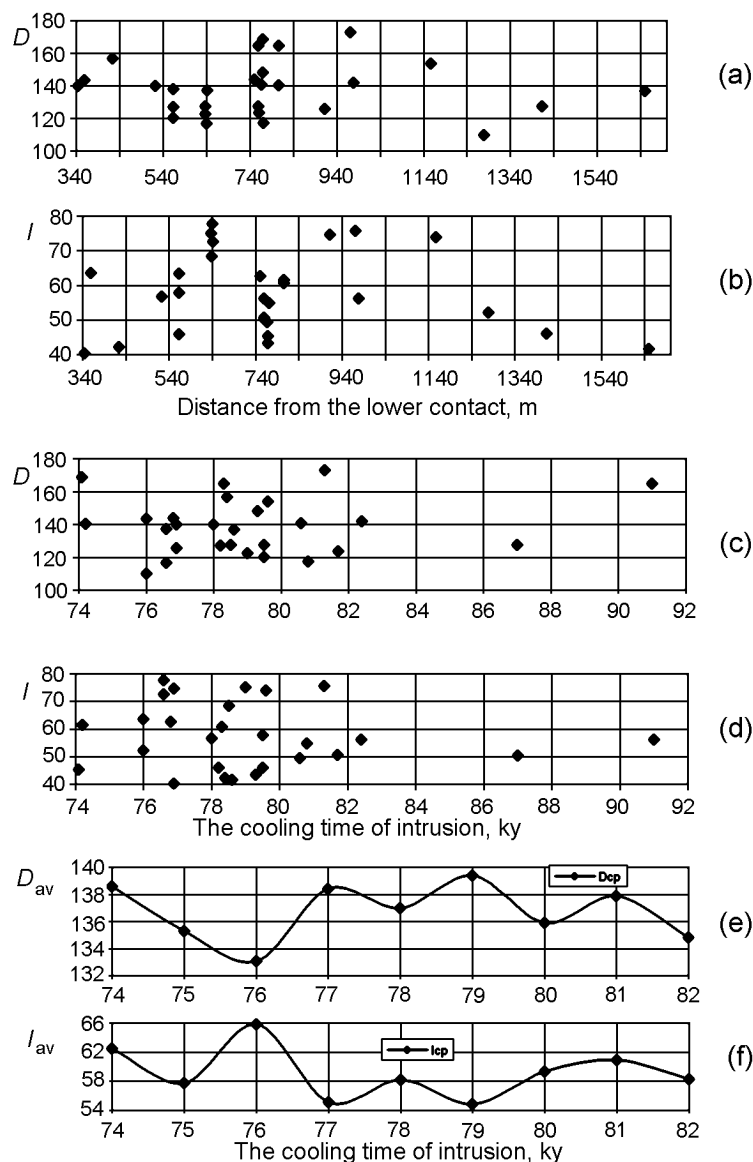 180
D
160
140
120
100
340 540 740 940 1140 1340 1540
(a)
80
I
70
60
50
40
340 540 740 940 1140 1340 1540
Distance from the lower contact, m
(b)
180
D
160
140
120
100
74 76 78 80 82 84 86 88 90 92
(c)
80
I
70
60
50
40
74 76 78 80 82 84 86 88 90 92
The cooling time of intrusion, ky
(d)
140
Dav
138
136
134
132
74 75 76 77 78 79 80 81 82
Dcp
(e)
66
Iav
62
58
54
74 75 76 77 78 79 80 81 82
Icp
The cooling time of intrusion, ky
(f)